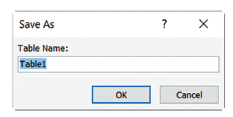 Save As ? ×
Table Name:
Table1
OK Cancel